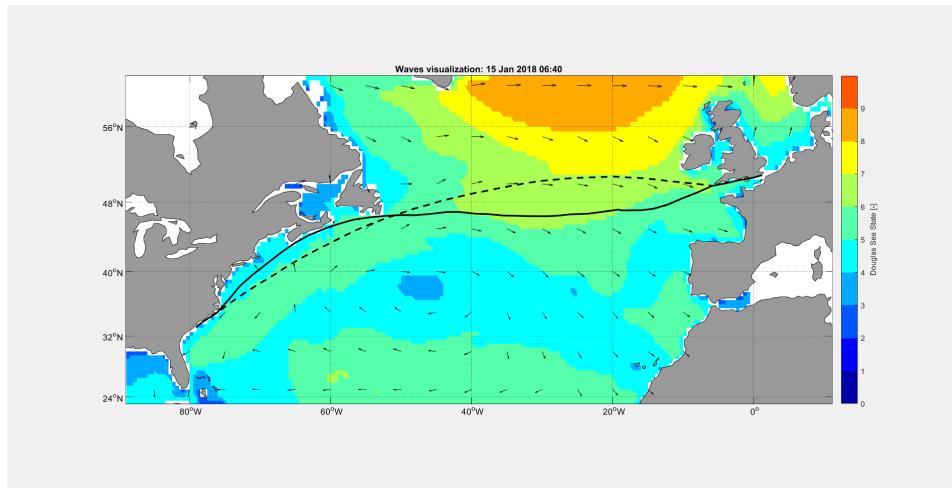 Waves visualization: 15 Jan 2018 06:40
56°N
48°N
40°N
32°N
24°N
80°W
60°W
40°W
20°W
0°
9
8
7
6
5
4
3
2
1
0
Douglas Sea State [-]